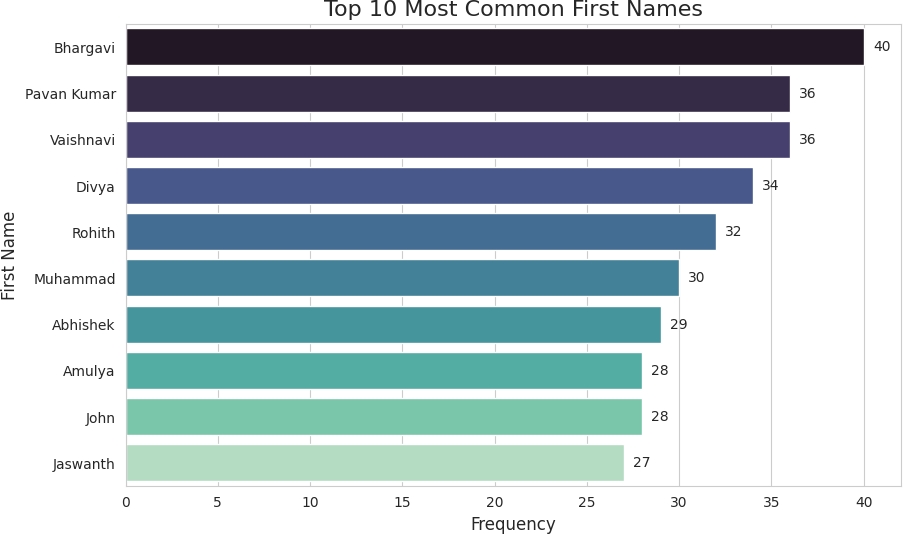 Top 10 Most Common First Names
First Name
Bhargavi 40
Pavan Kumar 36
Vaishnavi 36
Divya 34
Rohith 32
Muhammad 30
Abhishek 29
Amulya 28
John 28
Jaswanth 27
0 5 10 15 20 25 30 35 40
Frequency